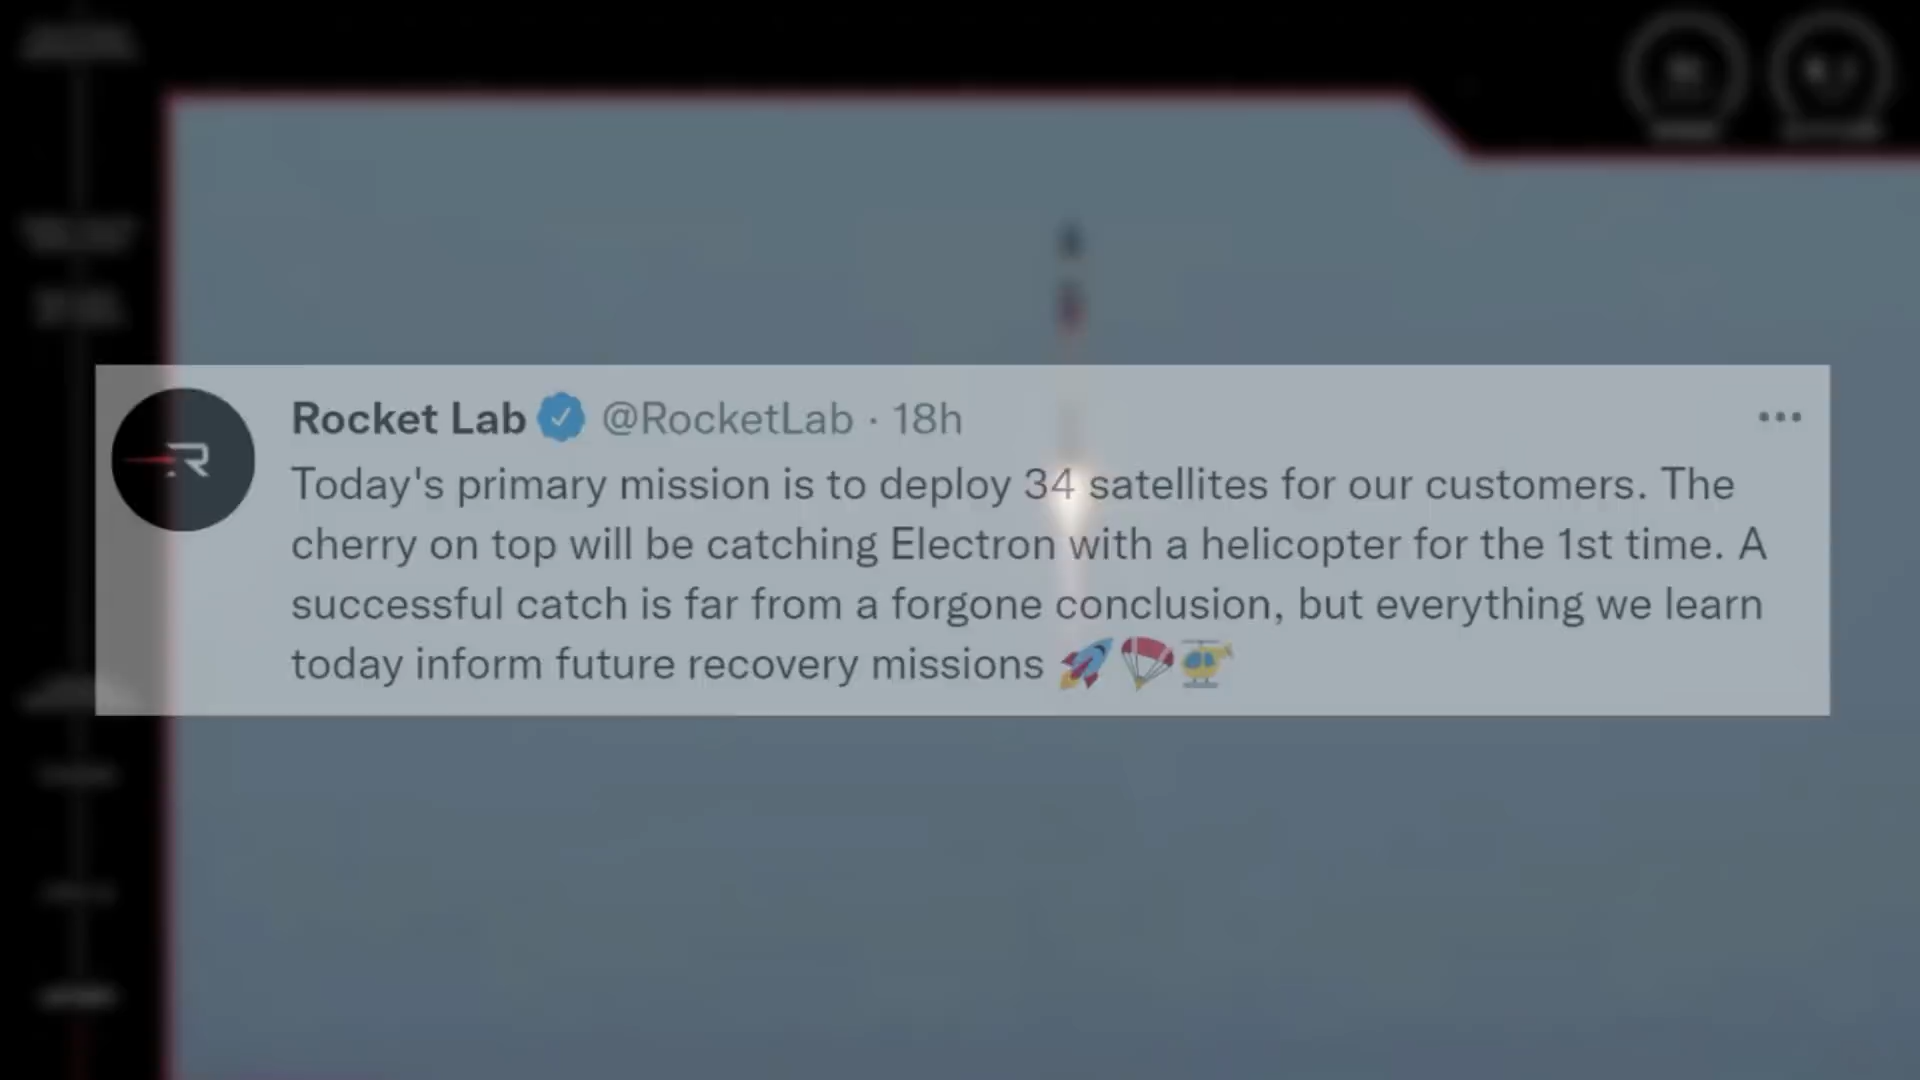 Rocket Lab @RocketLab · 18h
Today's primary mission is to deploy 34 satellites for our customers. The
cherry on top will be catching Electron with a helicopter for the 1st time. A
successful catch is far from a forgone conclusion, but everything we learn
today inform future recovery missions 🚀🪂🚁